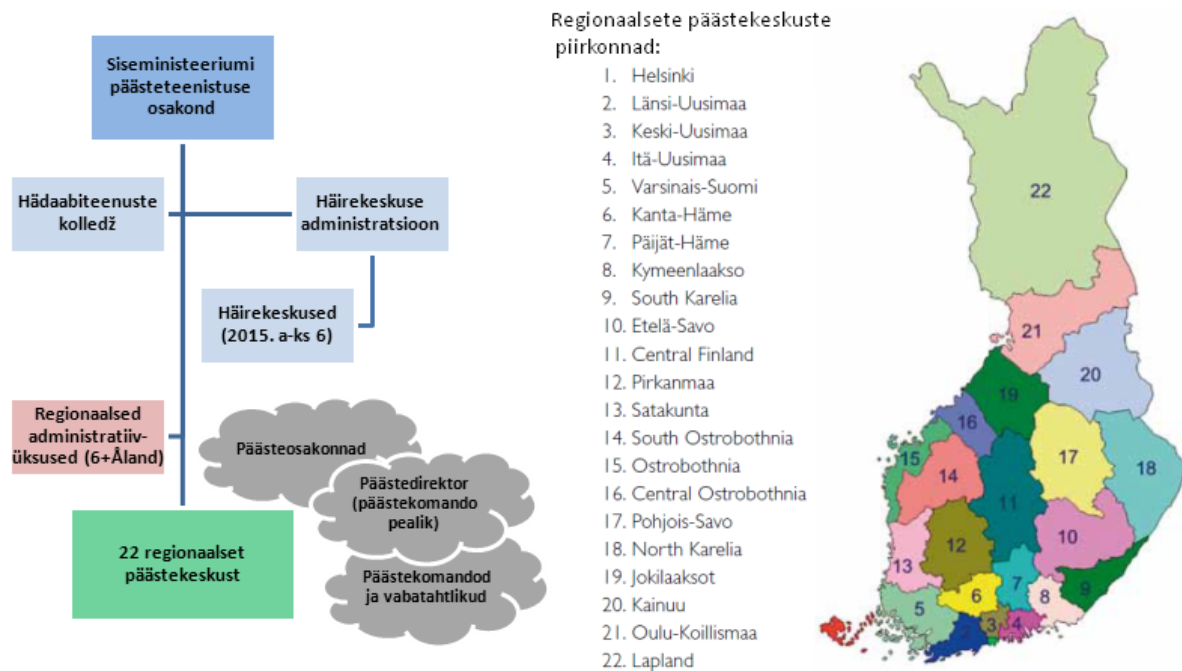 Siseministeeriumi
päästeteenistuse
osakond
Hädaabiteenuste
kolledž
Häirekeskuse
administratsioon
Häirekeskused
(2015. a-ks 6)
Regionaalsed
administratiiv-
üksused (6+Åland)
Päästeosakonnad
Päästedirektor
(päästekomando
pealik)
Päästekomandod
ja vabatahtlikud
22 regionaalset
päästekeskust
Regionaalsete päästekeskuste
piirkonnad:
1. Helsinki
2. Länsi-Uusimaa
3. Keski-Uusimaa
4. Itä-Uusimaa
5. Varsinais-Suomi
6. Kanta-Häme
7. Päijät-Häme
8. Kymeenlaakso
9. South Karelia
10. Etelä-Savo
11. Central Finland
12. Pirkanmaa
13. Satakunta
14. South Ostrobothnia
15. Ostrobothnia
16. Central Ostrobothnia
17. Pohjois-Savo
18. North Karelia
19. Jokilaaksot
20. Kainuu
21. Oulu-Koillismaa
22. Lapland
22
21
20
19
16
15
14
17
18
11
10
12
13
7
9
6
8
5
3
4
2